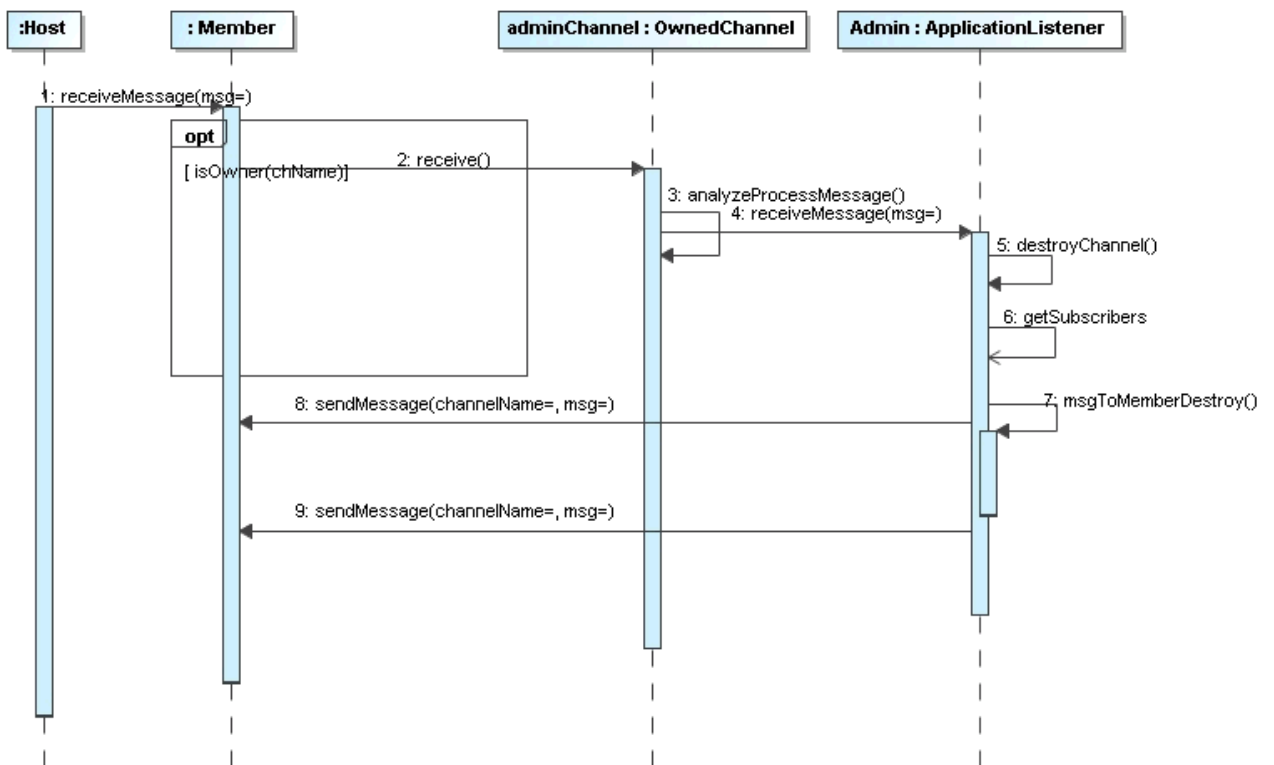 :Host
: Member
adminChannel : OwnedChannel
Admin : ApplicationListener
1: receiveMessage(msg=)
opt
[ isOwner(chName)]
2: receive()
3: analyzeProcessMessage()
4: receiveMessage(msg=)
5: destroyChannel()
6: getSubscribers
7: msgToMemberDestroy()
8: sendMessage(channelName=, msg=)
9: sendMessage(channelName=, msg=)